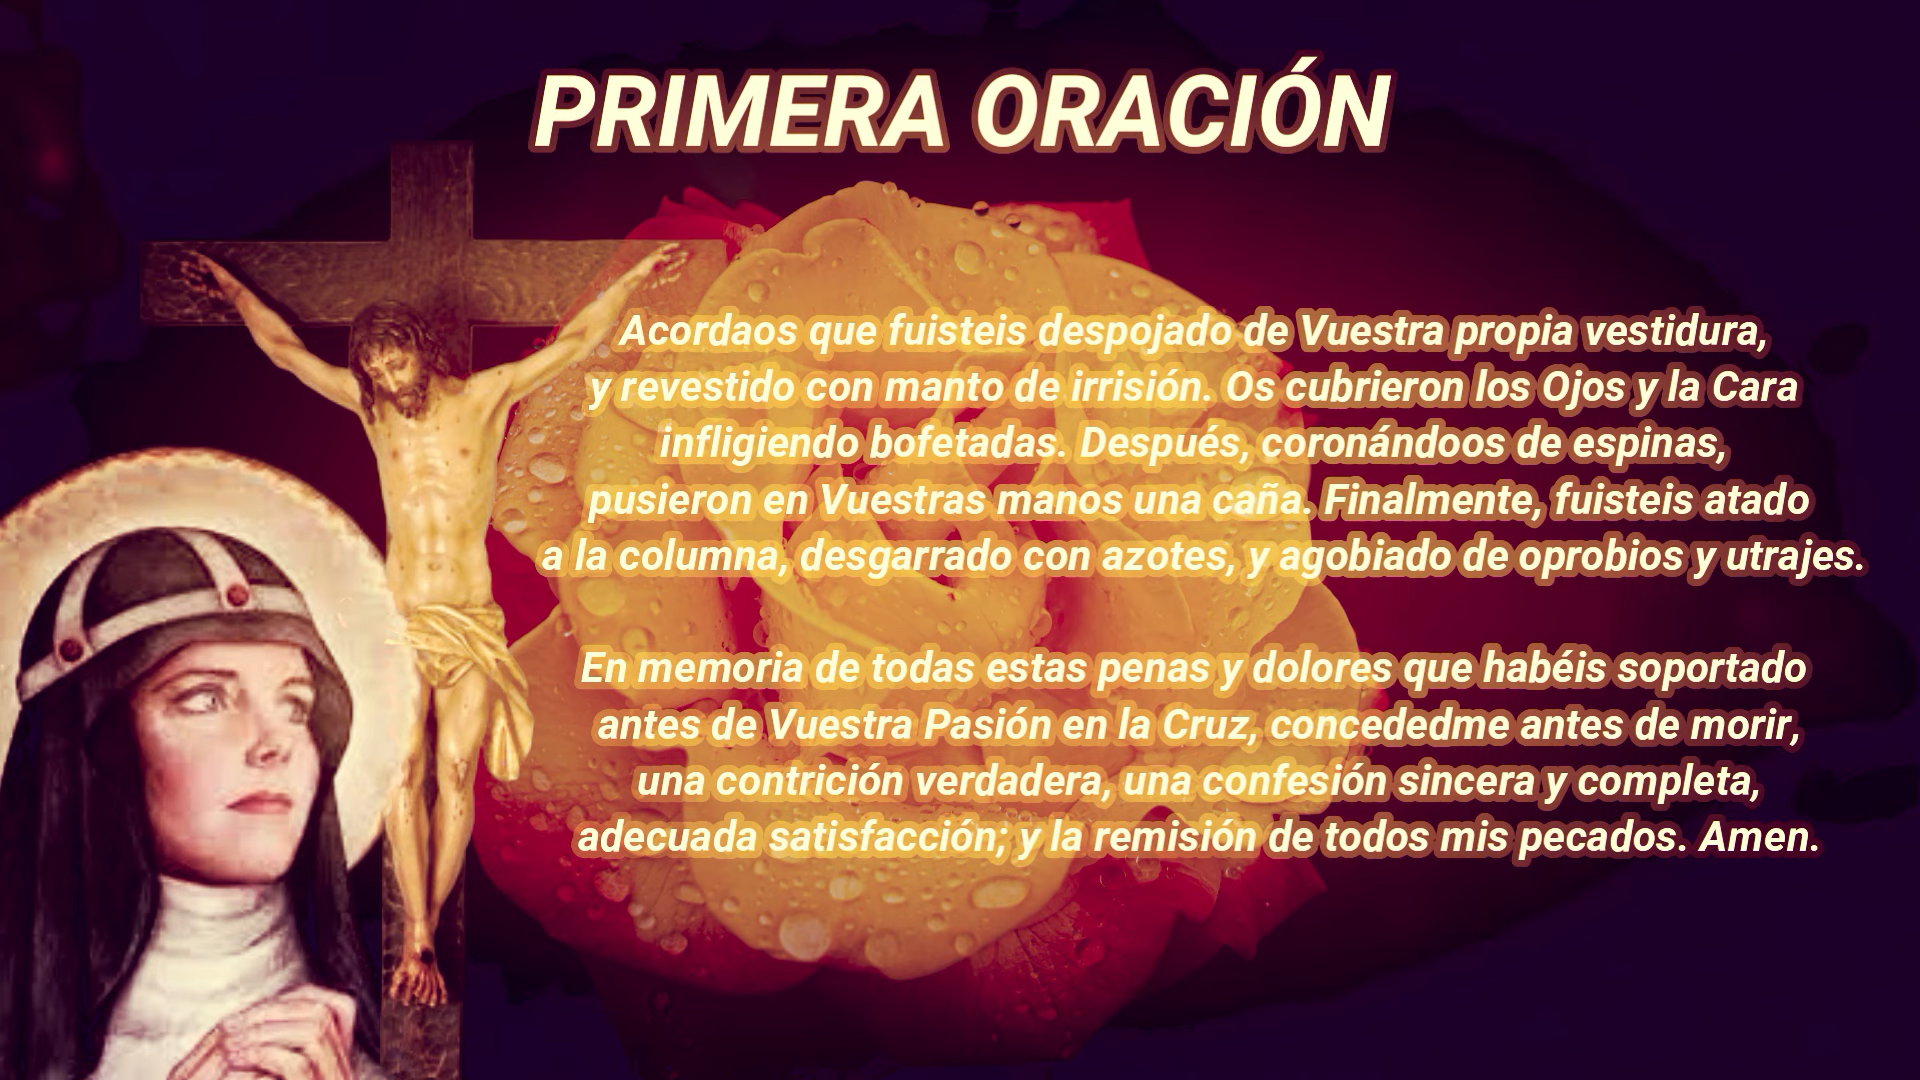 PRIMERA ORACIÓN
Acordaos que fuisteis despojado de Vuestra propia vestidura,
y revestido con manto de irrisión. Os cubrieron los Ojos y la Cara
infligiendo bofetadas. Después, coronándoos de espinas,
pusieron en Vuestras manos una caña. Finalmente, fuisteis atado
a la columna, desgarrado con azotes, y agobiado de oprobios y utrajes.
En memoria de todas estas penas y dolores que habéis soportado
antes de Vuestra Pasión en la Cruz, concededme antes de morir,
una contrición verdadera, una confesión sincera y completa,
adecuada satisfacción; y la remisión de todos mis pecados. Amen.